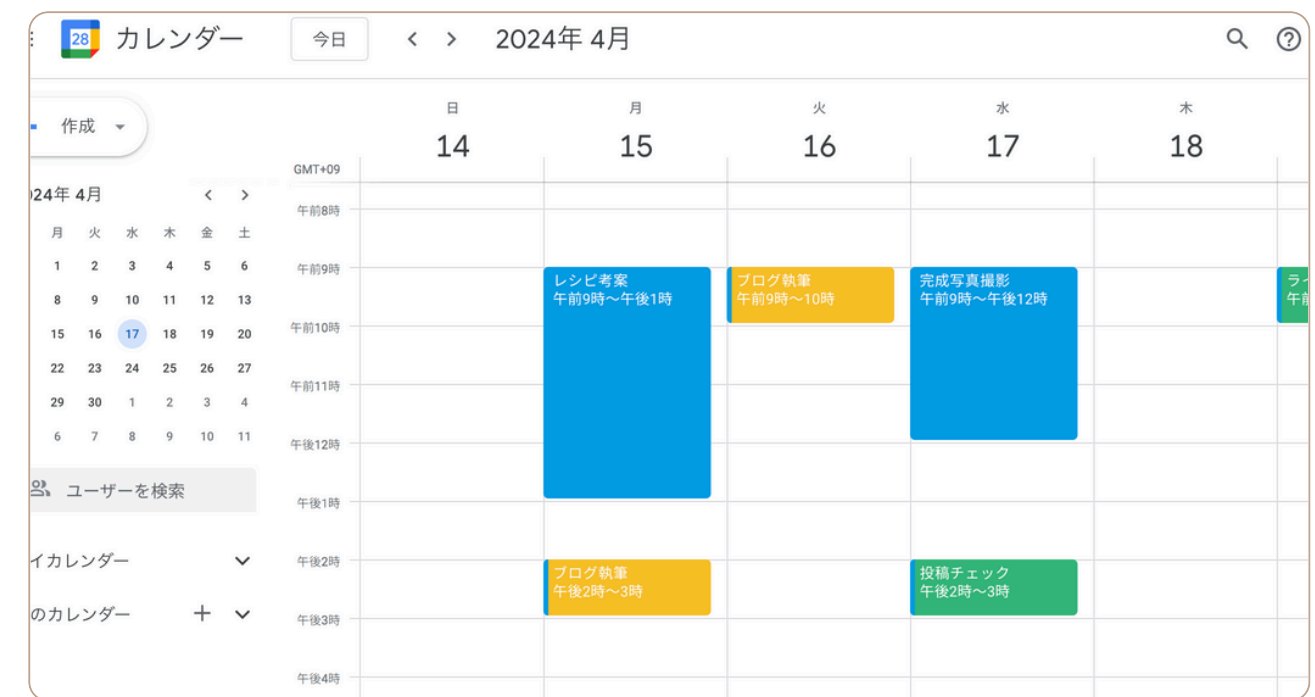 28 カレンダー 今日 2024年 4月
作成
日 月 火 水 木
14 15 16 17 18
GMT+09
24年 4月
月 火 水 木 金 土
1 2 3 4 5 6
8 9 10 11 12 13
15 16 17 18 19 20
22 23 24 25 26 27
29 30 1 2 3 4
6 7 8 9 10 11
ユーザーを検索
イカレンダー
のカレンダー
午前8時
午前9時
午前10時
午前11時
午後12時
午後1時
午後2時
午後3時
午後4時
レシピ考案
午前9時～午後1時
ブログ執筆
午後2時～3時
ブログ執筆
午前9時～10時
完成写真撮影
午前9時～午後12時
投稿チェック
午後2時～3時
ライ
午前